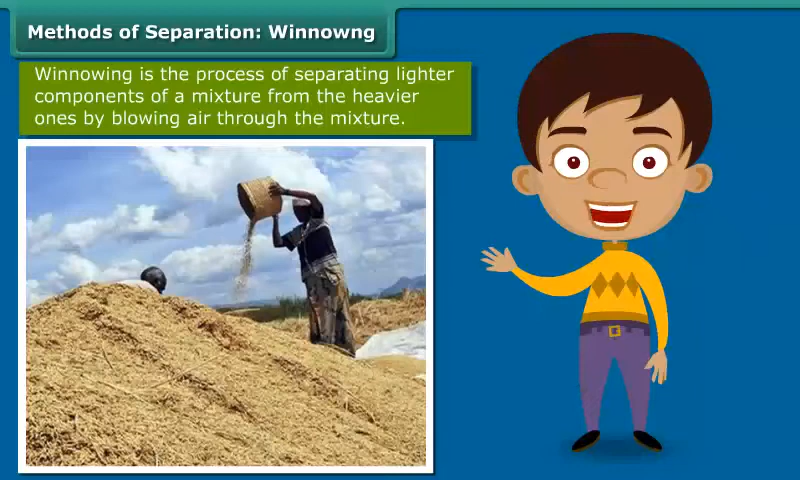 Methods of Separation: Winnowng
Winnowing is the process of separating lighter
components of a mixture from the heavier
ones by blowing air through the mixture.